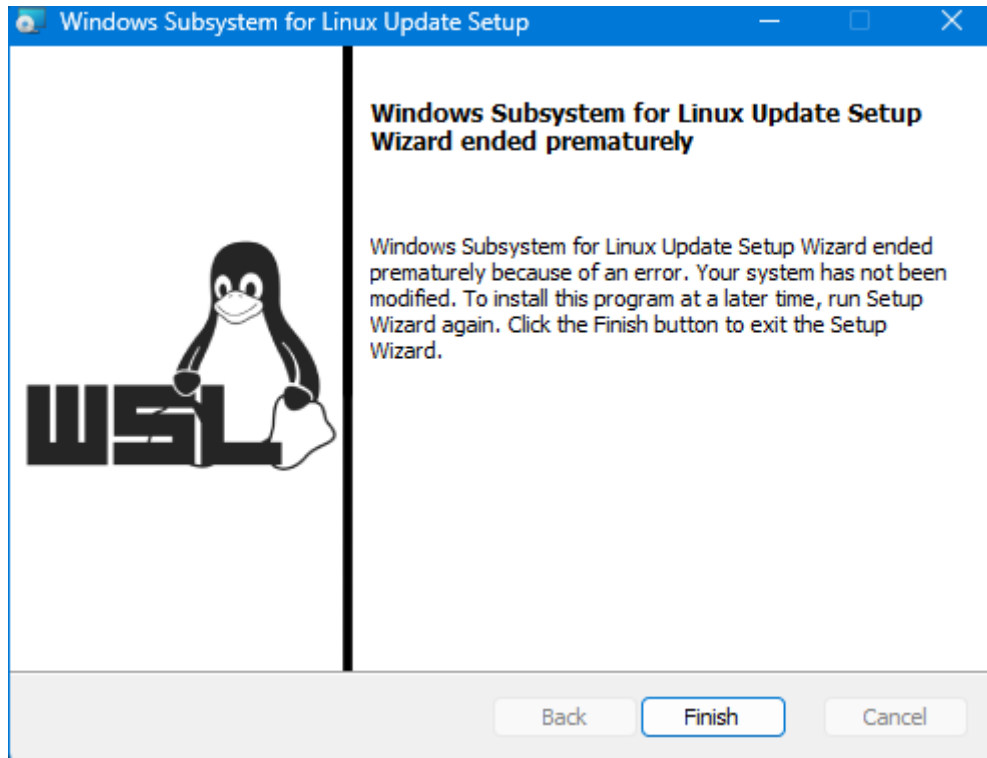 Windows Subsystem for Linux Update Setup
Windows Subsystem for Linux Update Setup
Wizard ended prematurely
Windows Subsystem for Linux Update Setup Wizard ended
prematurely because of an error. Your system has not been
modified. To install this program at a later time, run Setup
Wizard again. Click the Finish button to exit the Setup
Wizard.
WSL
Back Finish Cancel